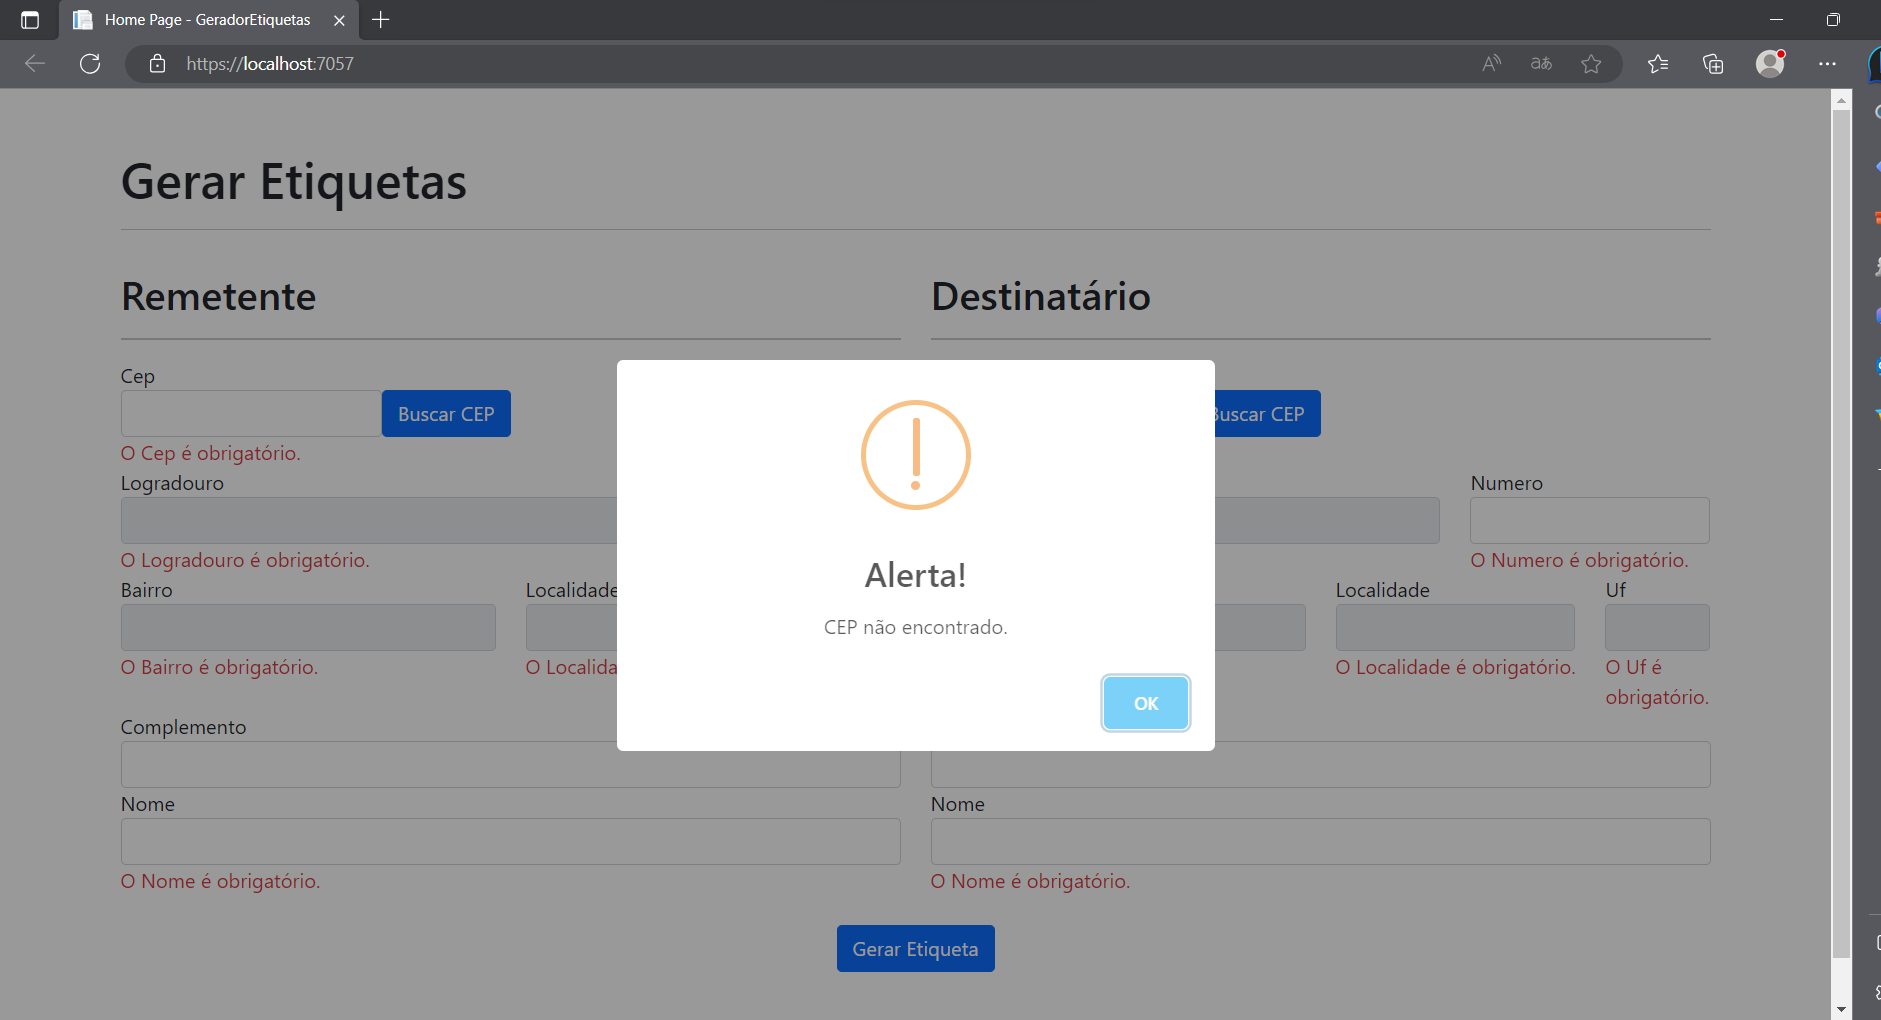 Home Page - GeradorEtiquetas
https://localhost:7057
Gerar Etiquetas
Remetente
Destinatário
Cep
Buscar CEP
Buscar CEP
O Cep é obrigatório.
Logradouro
Numero
O Logradouro é obrigatório.
O Numero é obrigatório.
Bairro
Localidade
Localidade
Uf
O Bairro é obrigatório.
O Localida
O Localidade é obrigatório.
O Uf é
obrigatório.
Complemento
Nome
Nome
O Nome é obrigatório.
O Nome é obrigatório.
Gerar Etiqueta
Alerta!
CEP não encontrado.
OK